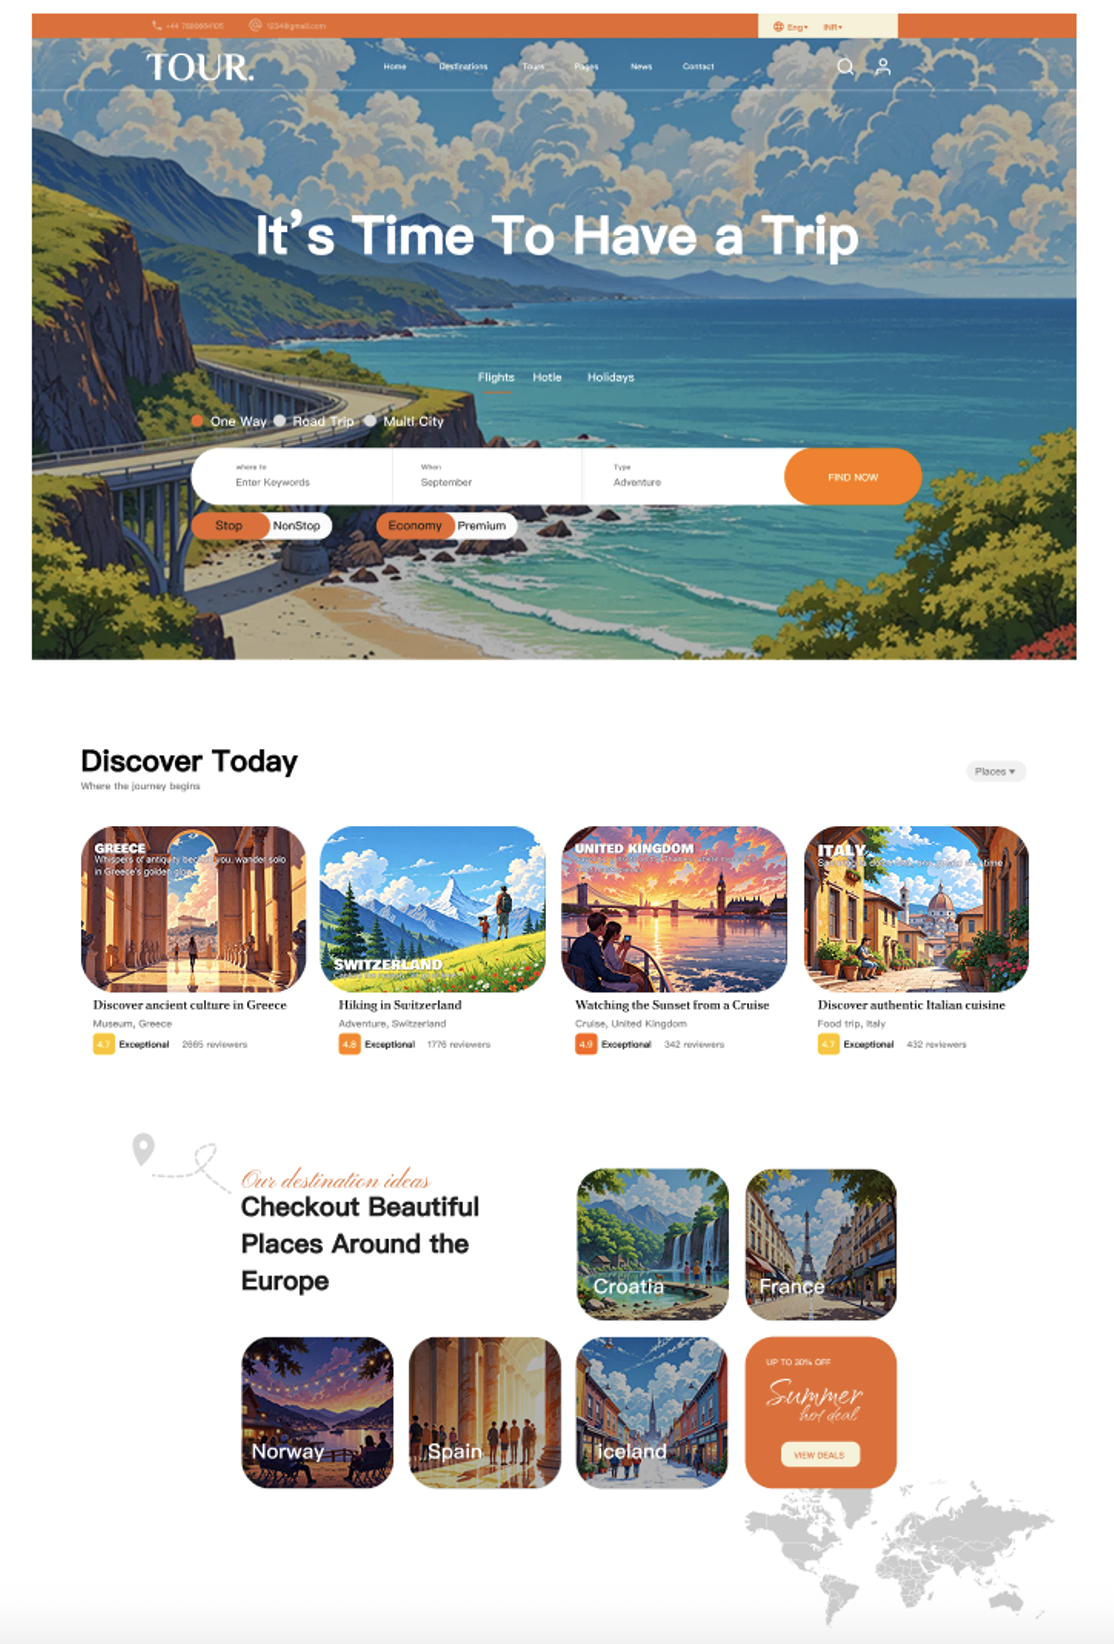 +44 7580654105
1234@gmail.com
Eng▾ INR▾
TOUR.
Home Destinations Tours Pages News Contact
It's Time To Have a Trip
Flights Hotle Holidays
One Way Road Trip Multi City
where to When Type
Enter Keywords September Adventure
FIND NOW
Stop NonStop Economy Premium
Discover Today
Where the journey begins
Places ▾
GREECE
Whispers of antiquity you wander solo
in Greece's golden glow
Discover ancient culture in Greece
Museum, Greece
4.7 Exceptional 2665 reviewers
SWITZERLAND
Hiking in Switzerland
Adventure, Switzerland
4.8 Exceptional 1776 reviewers
UNITED KINGDOM
Watching the Sunset from a Cruise
Cruise, United Kingdom
4.9 Exceptional 342 reviewers
ITALY
time
Discover authentic Italian cuisine
Food trip, Italy
4.7 Exceptional 432 reviewers
Our destination ideas
Checkout Beautiful
Places Around the
Europe
Croatia
France
Norway
Spain
iceland
UP TO 30% OFF
Summer
hot deal
VIEW DEALS